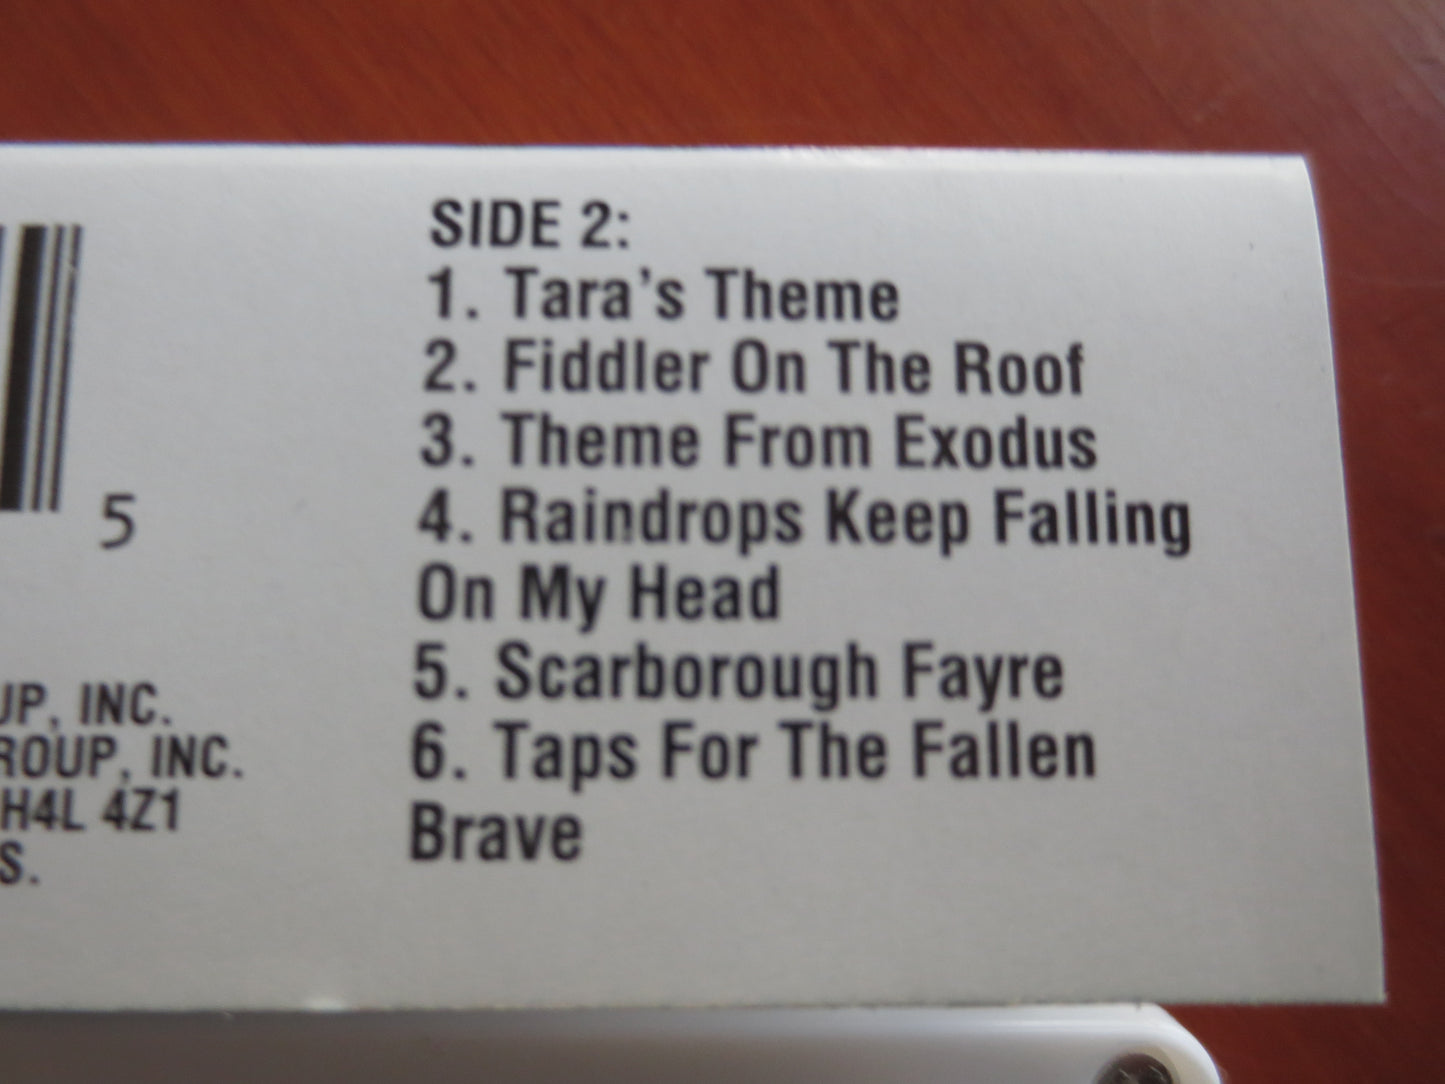 5
UP, INC.
ROUP, INC.
H4L 4Z1
S.
SIDE 2:
1. Tara's Theme
2. Fiddler On The Roof
3. Theme From Exodus
4. Raindrops Keep Falling
On My Head
5. Scarborough Fayre
6. Taps For The Fallen
Brave